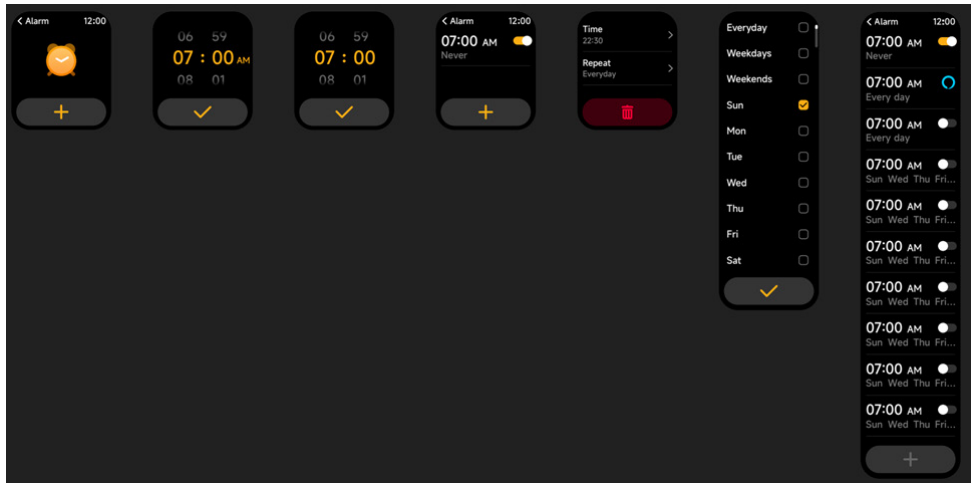 < Alarm 12:00
06 59
07 : 00 AM
08 01
06 59
07 : 00
08 01
< Alarm 12:00
07:00 AM
Never
Time
22:30
Repeat
Everyday
Everyday
Weekdays
Weekends
Sun
Mon
Tue
Wed
Thu
Fri
Sat
< Alarm 12:00
07:00 AM
Never
07:00 AM
Every day
07:00 AM
Every day
07:00 AM
Sun Wed Thu Fri...
07:00 AM
Sun Wed Thu Fri...
07:00 AM
Sun Wed Thu Fri...
07:00 AM
Sun Wed Thu Fri...
07:00 AM
Sun Wed Thu Fri...
07:00 AM
Sun Wed Thu Fri...
07:00 AM
Sun Wed Thu Fri...